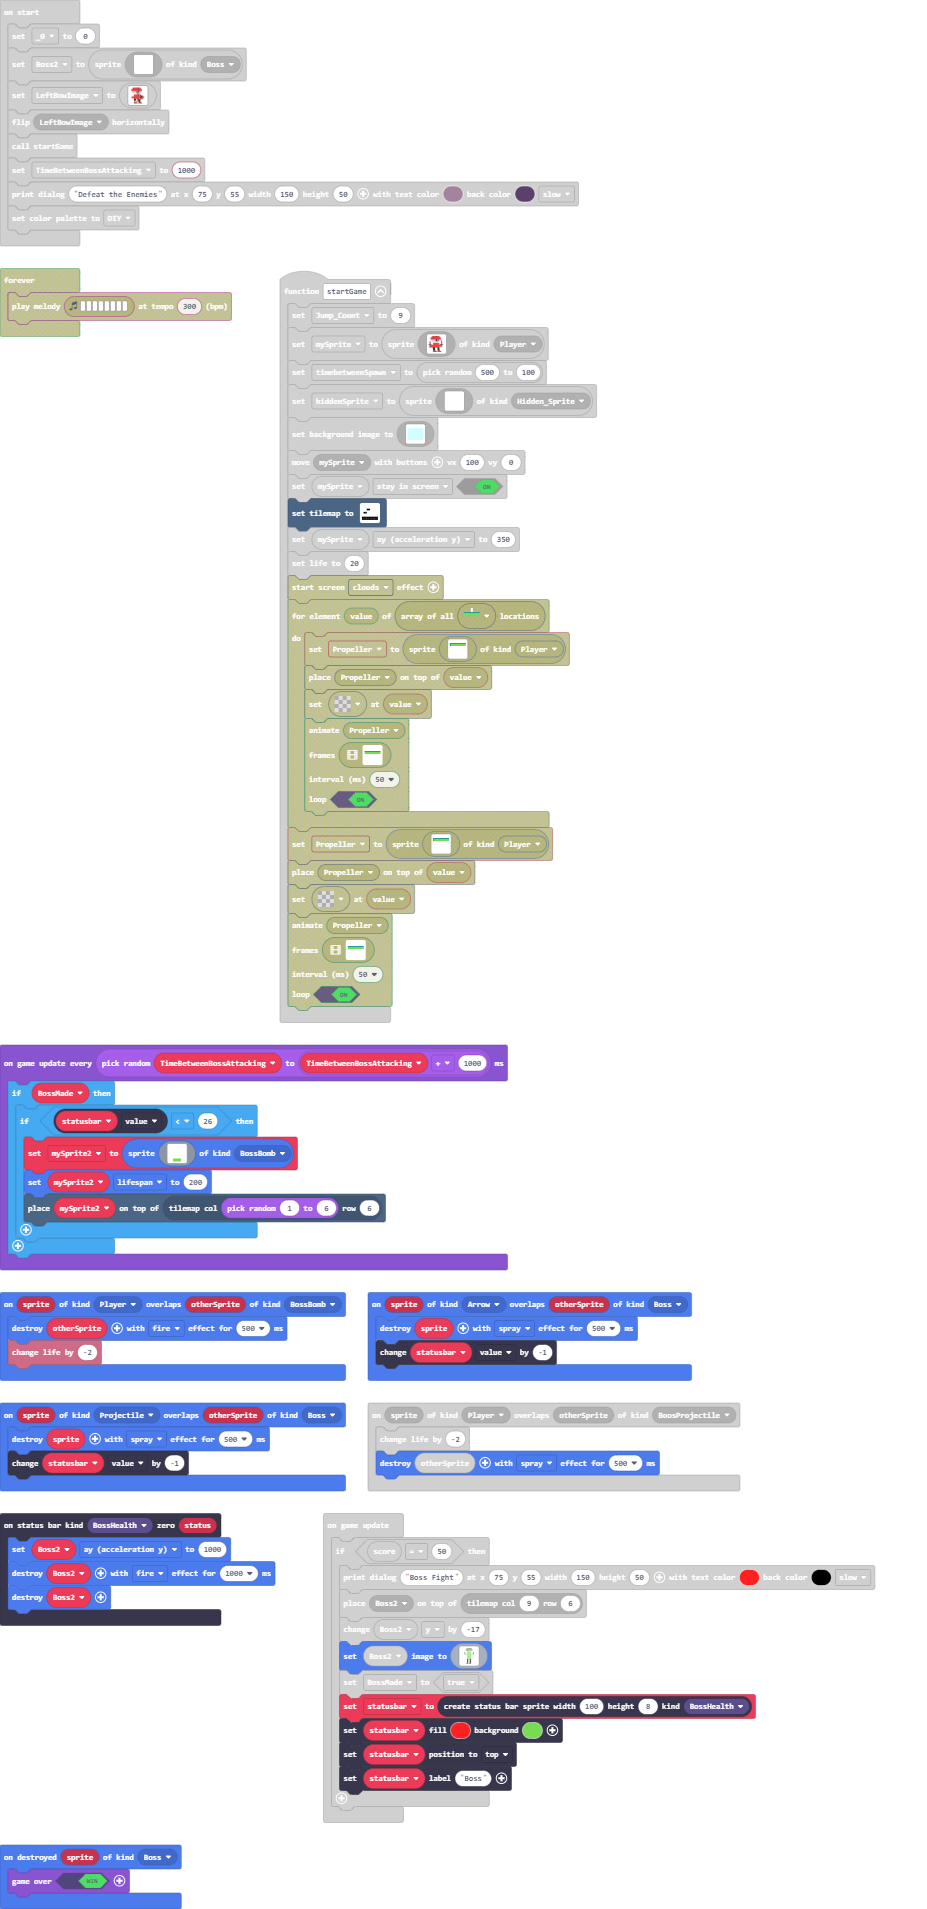 on start
set _0 to 0
set Boss2 to sprite of kind Boss
set LeftBowImage to
flip LeftBowImage horizontally
call startGame
set TimeBetweenBossAttacking to 1000
print dialog "Defeat the Enemies" at x 75 y 55 width 150 height 50 with text color back color slow
set color palette to DIY
forever
play melody at tempo 300 (bpm)
function startGame
set Jump_Count to 9
set mySprite to sprite of kind Player
set timebetweenSpawn to pick random 500 to 100
set hiddenSprite to sprite of kind Hidden_Sprite
set background image to
move mySprite with buttons vx 100 vy 0
set mySprite stay in screen ON
set tilemap to
set mySprite ay (acceleration y) to 350
set life to 20
start screen clouds effect
for element value of array of all locations
do
set Propeller to sprite of kind Player
place Propeller on top of value
set at value
animate Propeller
frames
interval (ms) 50
loop ON
set Propeller to sprite of kind Player
place Propeller on top of value
set at value
animate Propeller
frames
interval (ms) 50
loop ON
on game update every pick random TimeBetweenBossAttacking to TimeBetweenBossAttacking + 1000 ms
if BossMade then
if statusbar value < 26 then
set mySprite2 to sprite of kind BossBomb
set mySprite2 lifespan to 200
place mySprite2 on top of tilemap col pick random 1 to 6 row 6
on sprite of kind Player overlaps otherSprite of kind BossBomb
destroy otherSprite with fire effect for 500 ms
change life by -2
on sprite of kind Arrow overlaps otherSprite of kind Boss
destroy sprite with spray effect for 500 ms
change statusbar value by -1
on sprite of kind Projectile overlaps otherSprite of kind Boss
destroy sprite with spray effect for 500 ms
change statusbar value by -1
on sprite of kind Player overlaps otherSprite of kind BoosProjectile
change life by -2
destroy otherSprite with spray effect for 500 ms
on status bar kind BossHealth zero status
set Boss2 ay (acceleration y) to 1000
destroy Boss2 with fire effect for 1000 ms
destroy Boss2
on game update
if score = 50 then
print dialog "Boss Fight" at x 75 y 55 width 150 height 50 with text color back color slow
place Boss2 on top of tilemap col 9 row 6
change Boss2 y by -17
set Boss2 image to
set BossMade to true
set statusbar to create status bar sprite width 100 height 8 kind BossHealth
set statusbar fill background
set statusbar position to top
set statusbar label "Boss"
on destroyed sprite of kind Boss
game over WIN